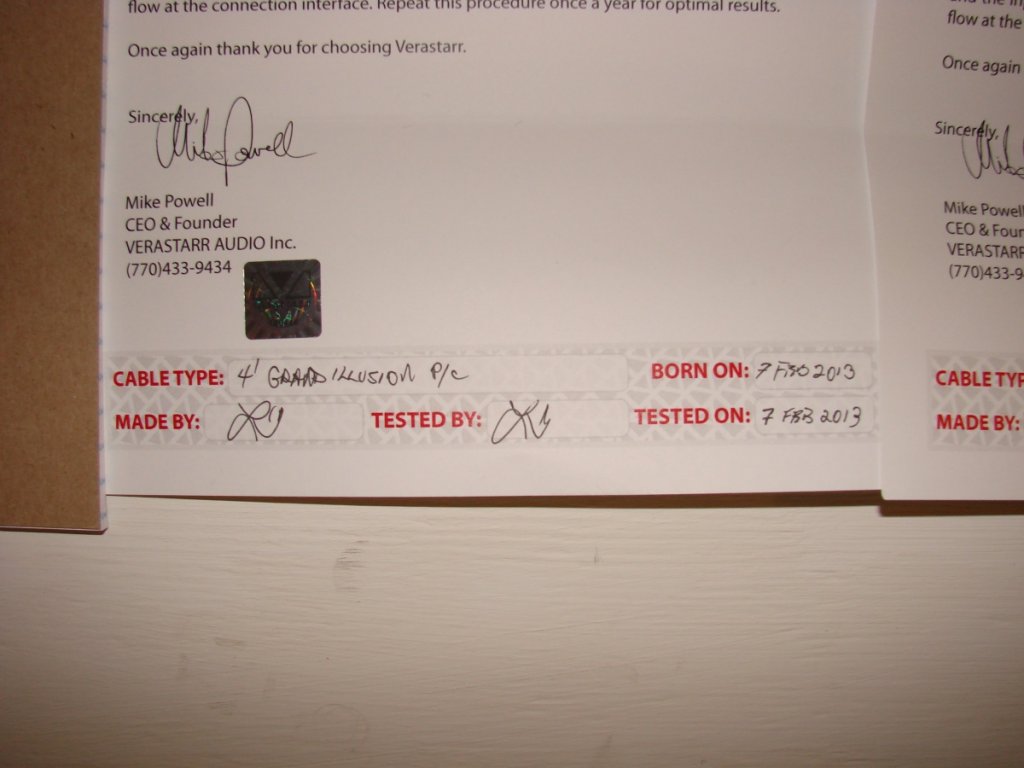 flow at the connection interface. Repeat this procedure once a year for optimal results.
Once again thank you for choosing Verastarr.
Sincerely,
Mike Powell
Mike Powell
CEO & Founder
VERASTARR AUDIO Inc.
(770)433-9434
CABLE TYPE: 4' GRAND ILLUSION P/C
BORN ON: 7 FEB 2013
MADE BY:
TESTED BY:
TESTED ON: 7 FEB 2013
flow at the
Once again
Sincerely,
Mike Powell
CEO & Foun
VERASTARR
(770)433-9
CABLE TYP
MADE BY: